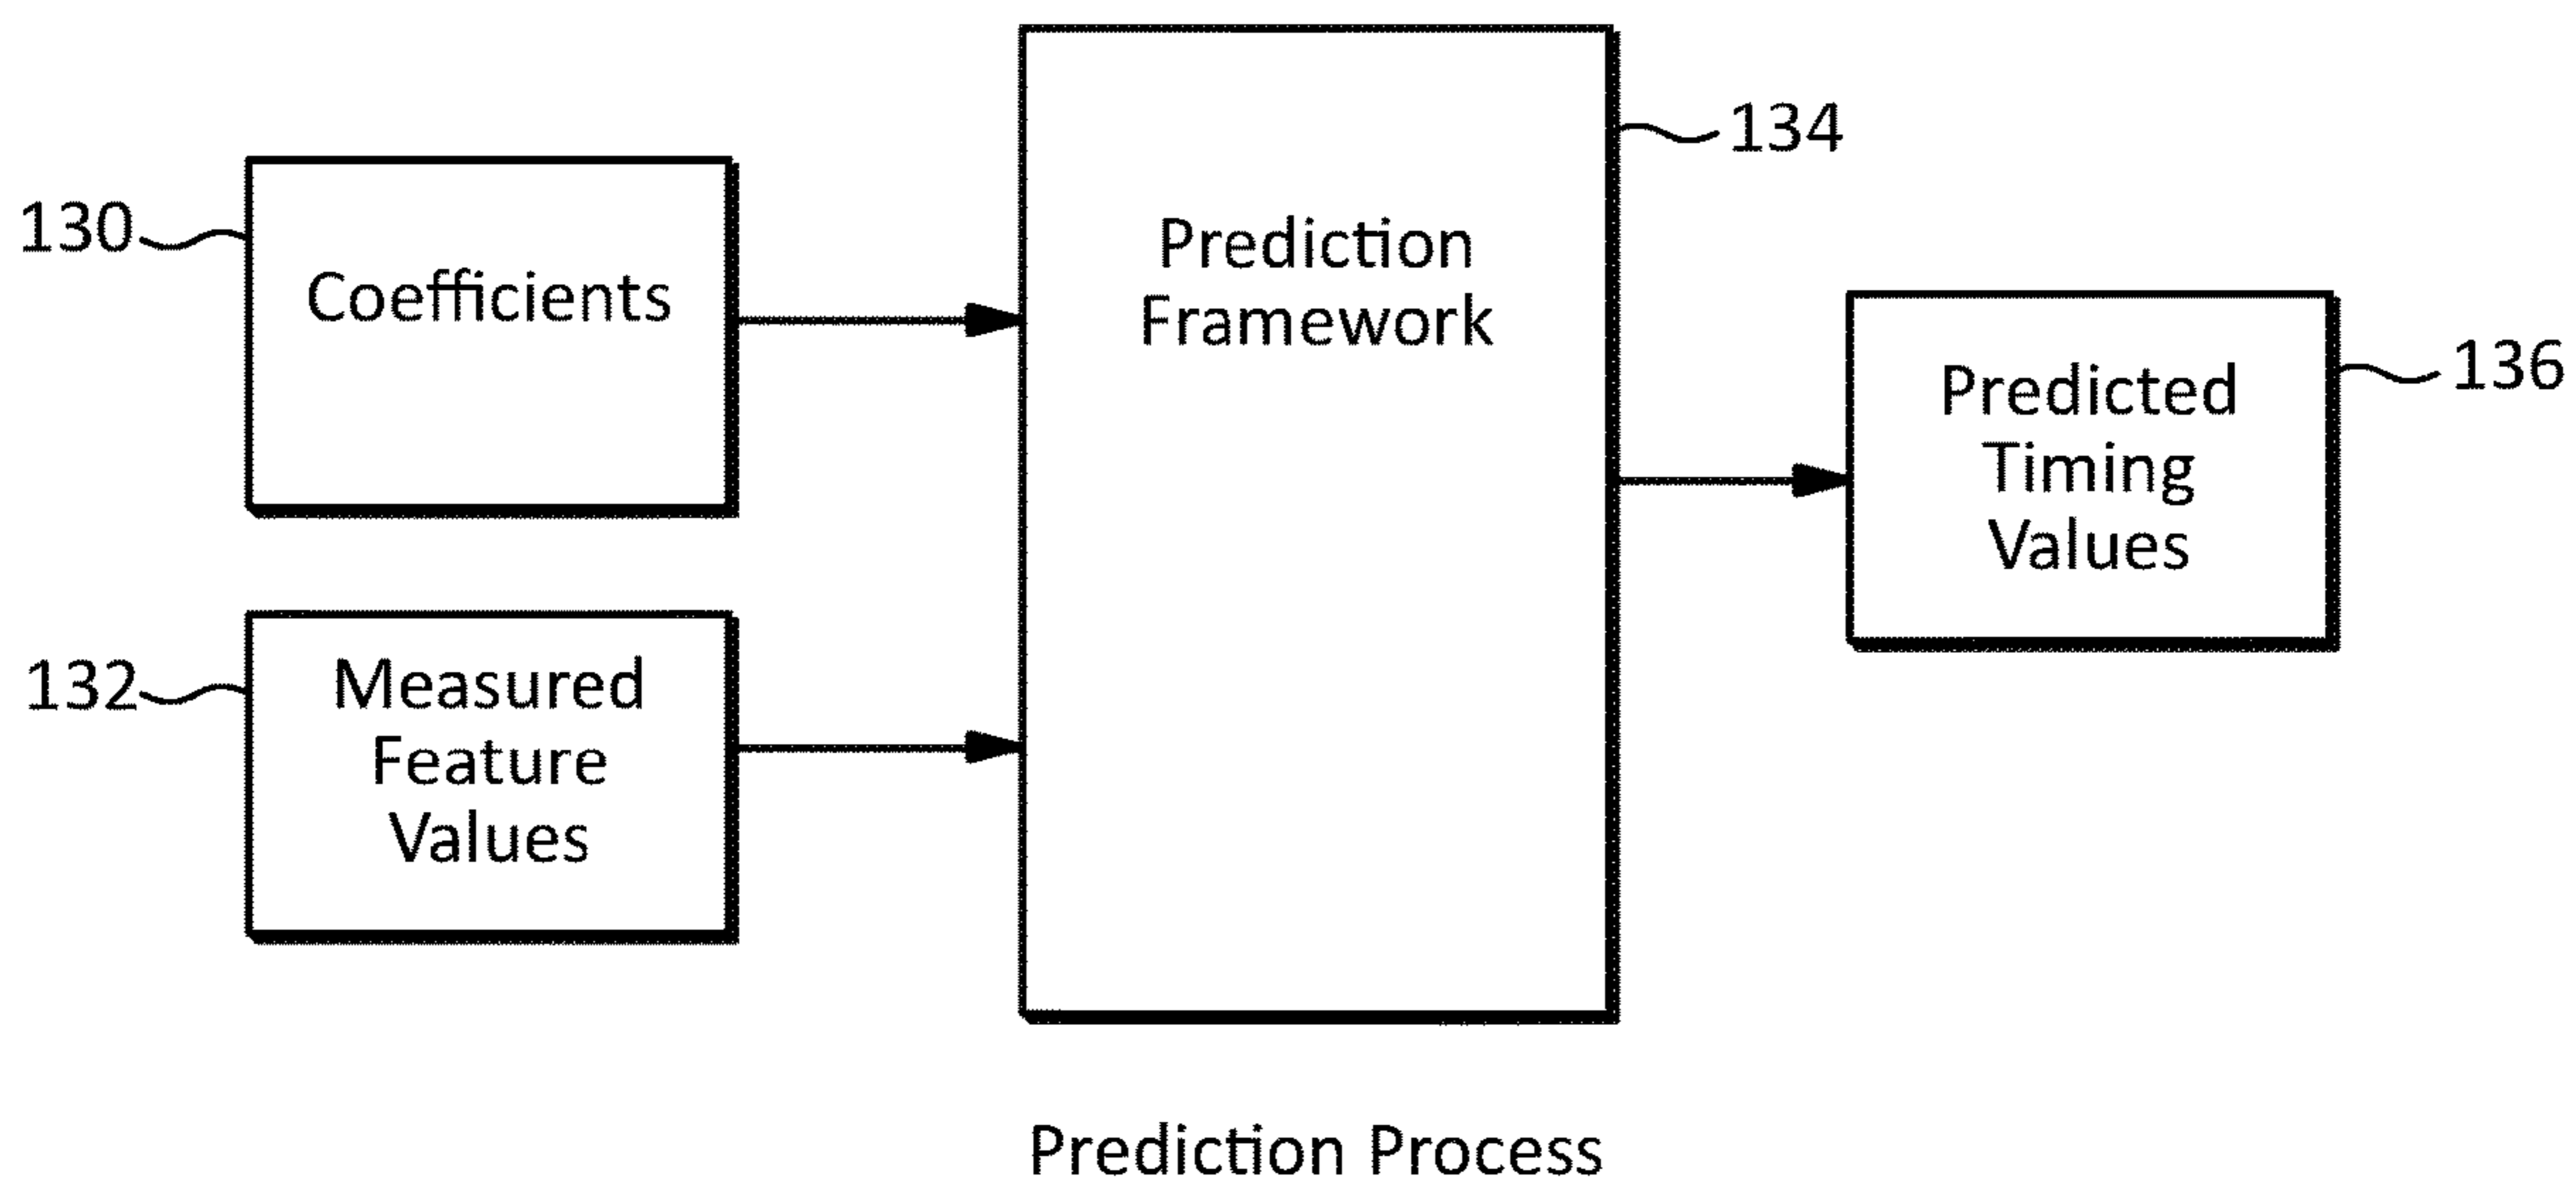 130
Coefficients
132
Measured
Feature
Values
Prediction
Framework
134
Predicted
Timing
Values
136
Prediction Process